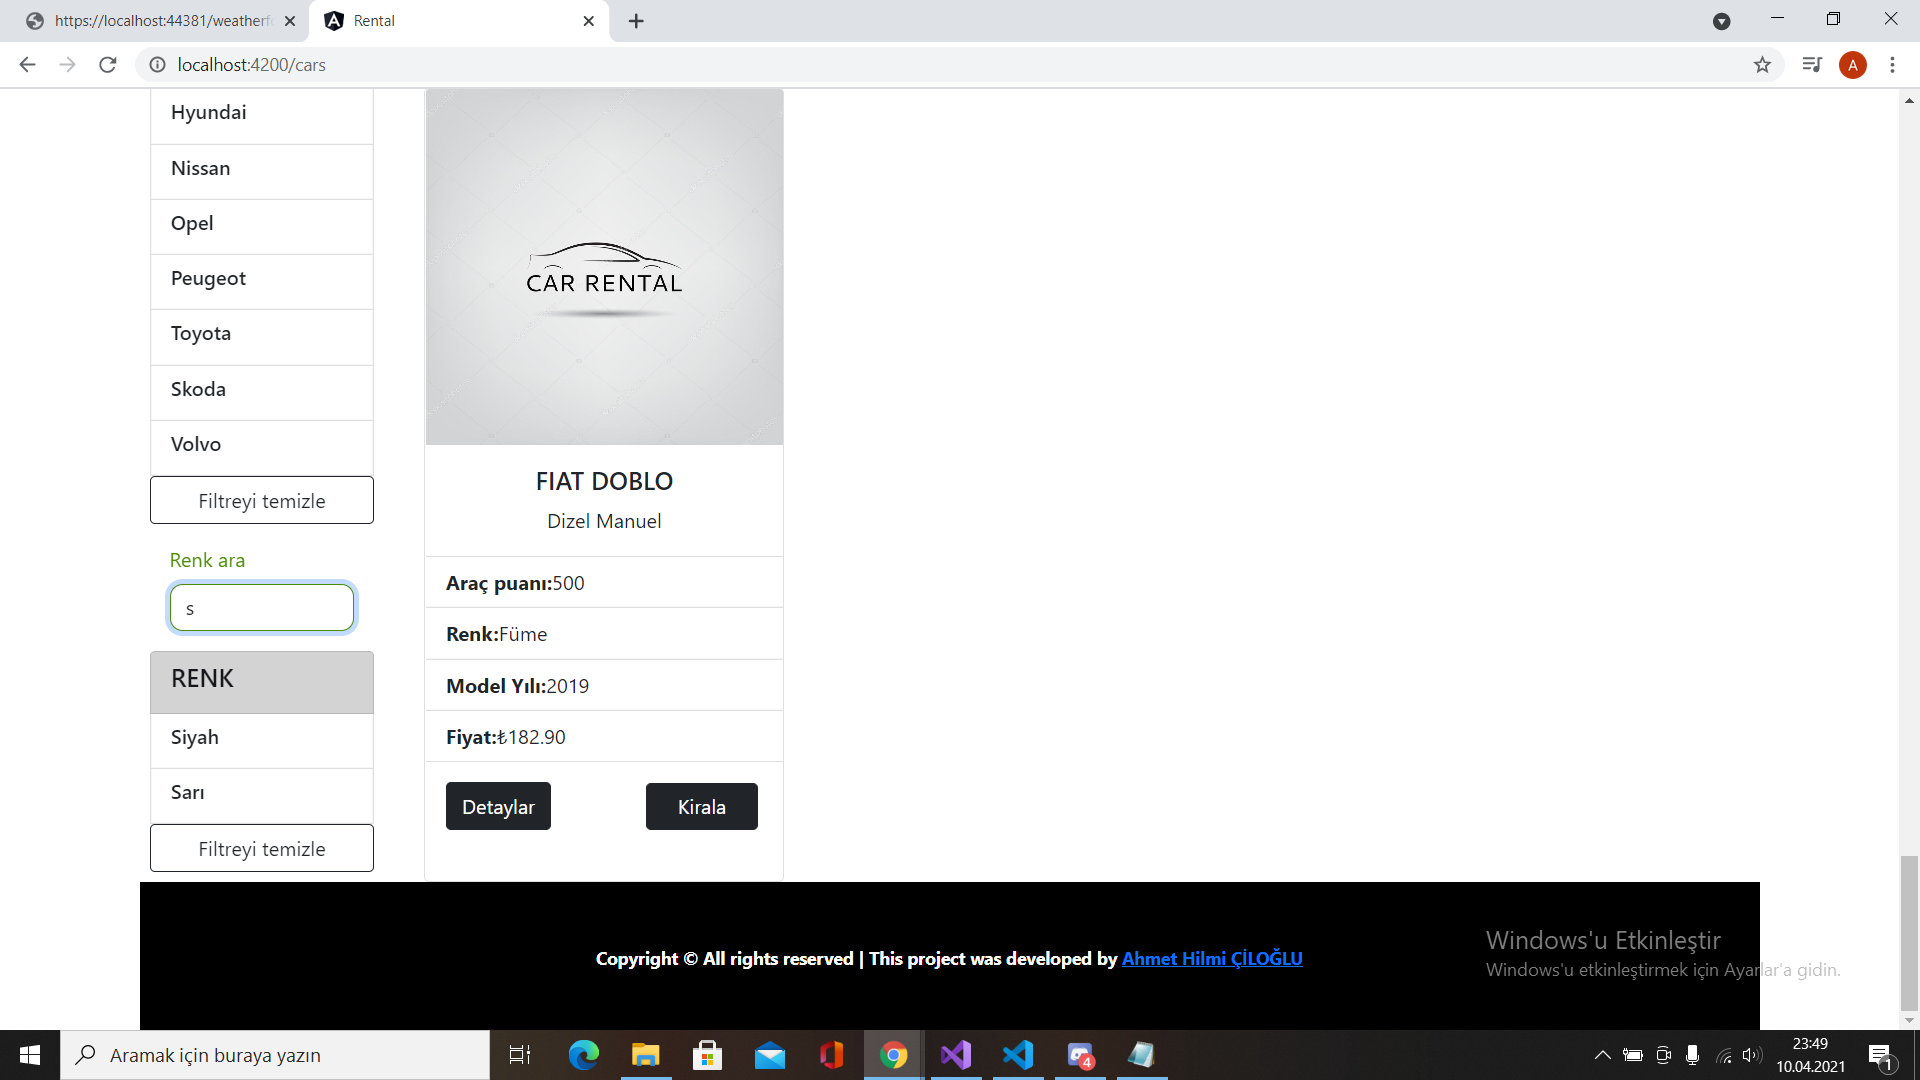 https://localhost:44381/weatherfo
Rental
localhost:4200/cars
A
Hyundai
Nissan
Opel
Peugeot
Toyota
Skoda
Volvo
Filtreyi temizle
Renk ara
s
RENK
Siyah
Sarı
Filtreyi temizle
CAR RENTAL
FIAT DOBLO
Dizel Manuel
Araç puanı:500
Renk:Füme
Model Yılı:2019
Fiyat:₺182.90
Detaylar
Kirala
Copyright © All rights reserved | This project was developed by Ahmet Hilmi ÇİLOĞLU
Windows'u Etkinleştir
Windows'u etkinleştirmek için Ayarlar'a gidin.
Aramak için buraya yazın
4
23:49
10.04.2021
1